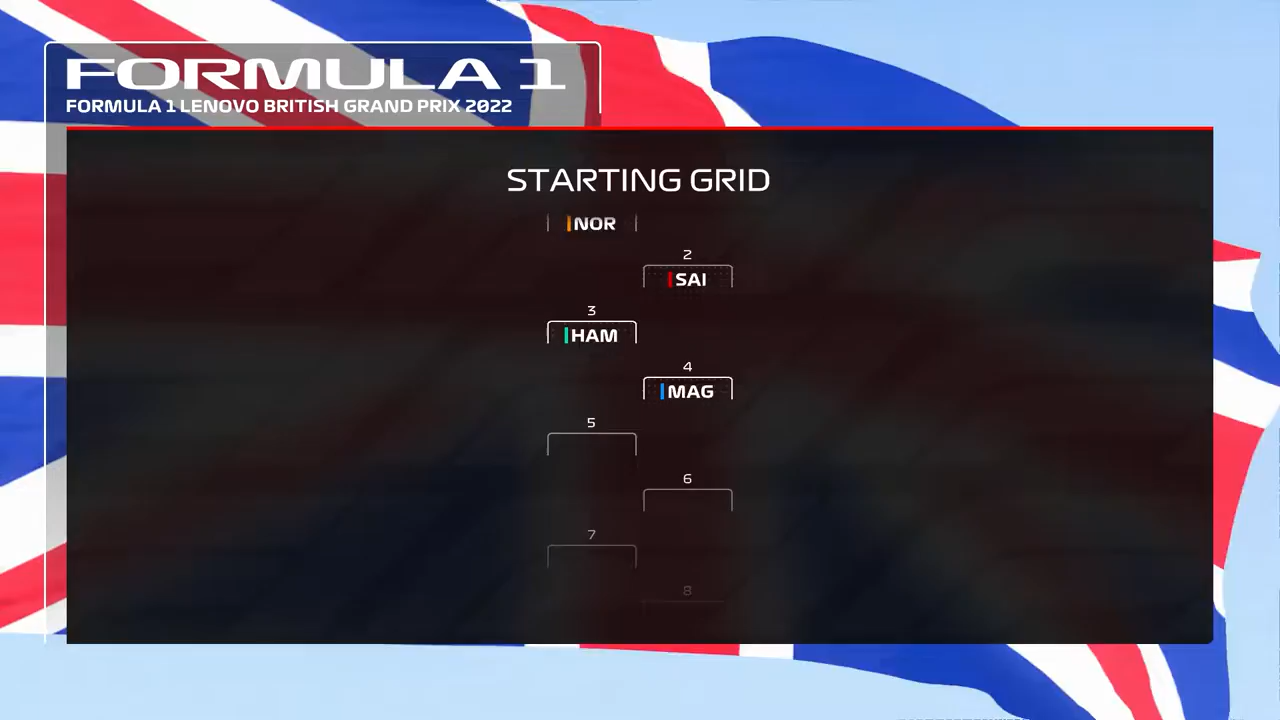 FORMULA 1
FORMULA 1 LENOVO BRITISH GRAND PRIX 2022
STARTING GRID
NOR
2
SAI
3
HAM
4
MAG
5
6
7
8